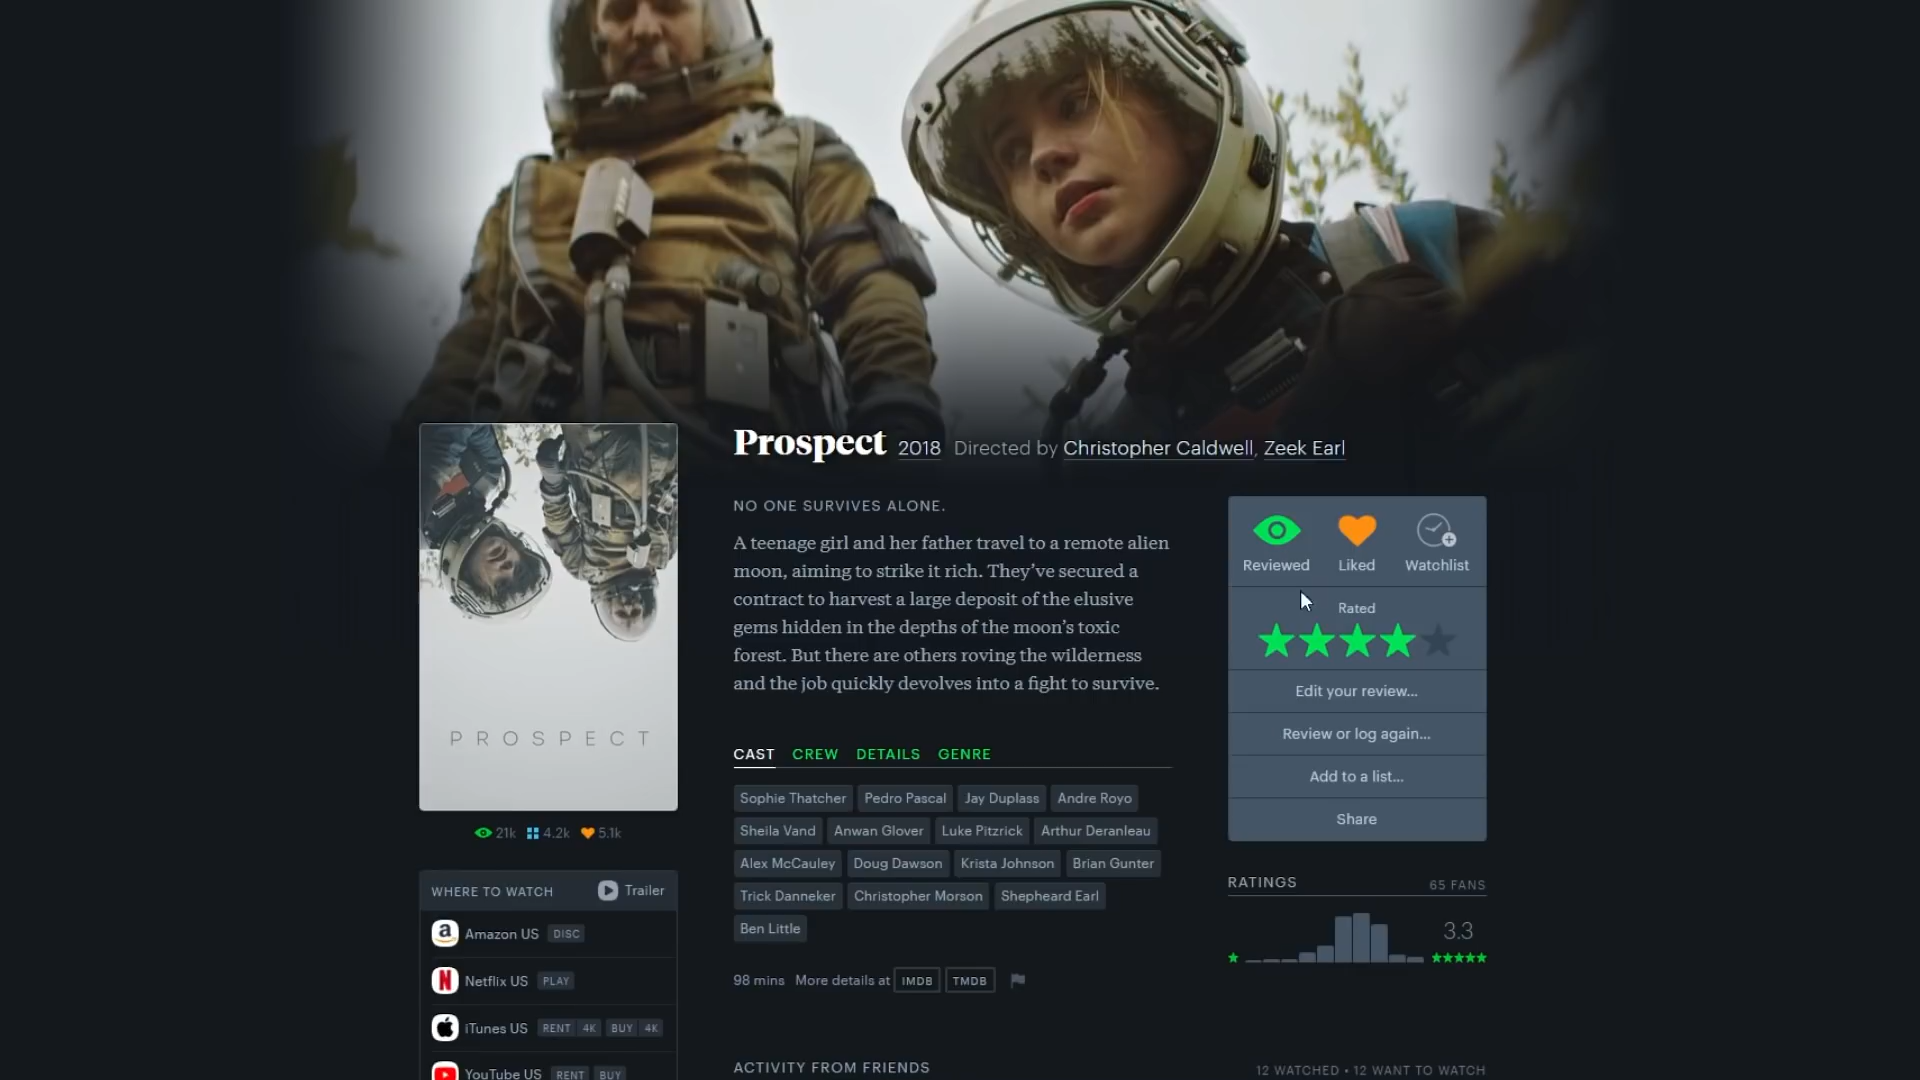 Prospect 2018 Directed by Christopher Caldwell, Zeek Earl
NO ONE SURVIVES ALONE.
A teenage girl and her father travel to a remote alien
moon, aiming to strike it rich. They've secured a
contract to harvest a large deposit of the elusive
gems hidden in the depths of the moon's toxic
forest. But there are others roving the wilderness
and the job quickly devolves into a fight to survive.
PROSPECT
21k 4.2k 5.1k
WHERE TO WATCH Trailer
Amazon US DISC
Netflix US PLAY
iTunes US RENT 4K BUY 4K
YouTube US RENT BUY
CAST CREW DETAILS GENRE
Sophie Thatcher Pedro Pascal Jay Duplass Andre Royo
Sheila Vand Anwan Glover Luke Pitzrick Arthur Deranleau
Alex McCauley Doug Dawson Krista Johnson Brian Gunter
Trick Danneker Christopher Morson Shepheard Earl
Ben Little
98 mins More details at IMDB TMDB
Reviewed Liked Watchlist
Rated
Edit your review...
Review or log again...
Add to a list...
Share
RATINGS 65 FANS
3.3
ACTIVITY FROM FRIENDS 12 WATCHED • 12 WANT TO WATCH